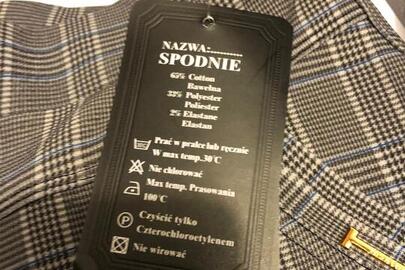 NAZWA:..........
SPODNIE
65% Cotton
Bawełna
33% Polyester
Poliester
2% Elastane
Elastan
Prać w pralce lub ręcznie
W max temp.30°C
Nie chlorować
Max temp. Prasowania
100°C
P
Czyścić tylko
Czterochloroetylenem
Nie wirować